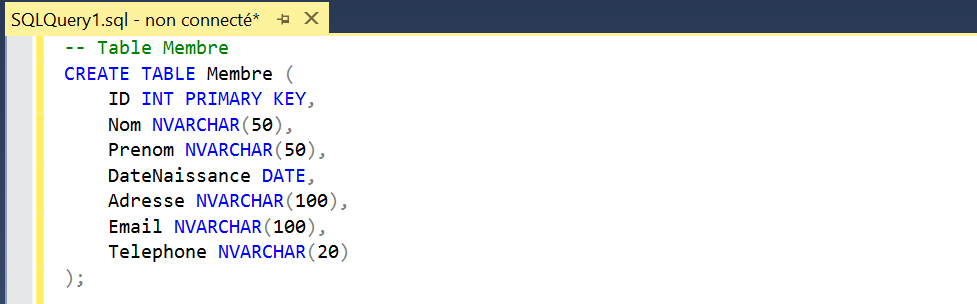 SQLQuery1.sql - non connecté*
-- Table Membre
CREATE TABLE Membre (
    ID INT PRIMARY KEY,
    Nom NVARCHAR(50),
    Prenom NVARCHAR(50),
    DateNaissance DATE,
    Adresse NVARCHAR(100),
    Email NVARCHAR(100),
    Telephone NVARCHAR(20)
);